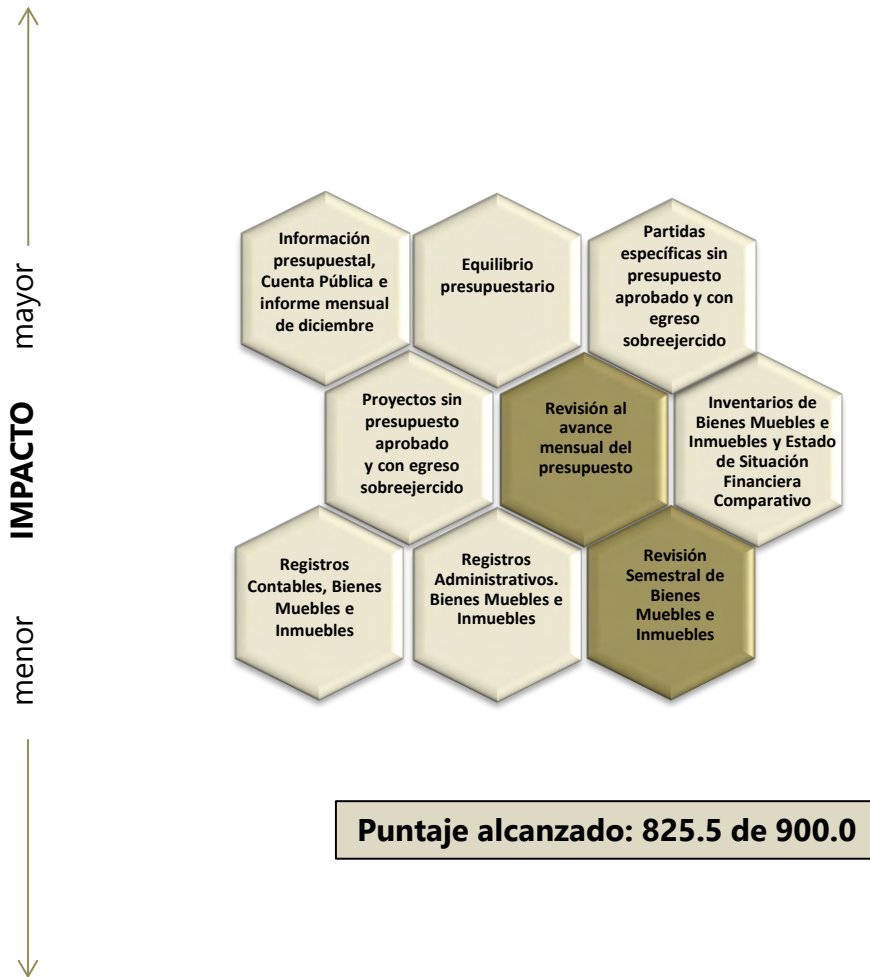 mayor
IMPACTO
menor
Información
presupuestal,
Cuenta Pública e
informe mensual
de diciembre
Equilibrio
presupuestario
Partidas
específicas sin
presupuesto
aprobado y con
egreso
sobreejercido
Proyectos sin
presupuesto
aprobado
y con egreso
sobreejercido
Revisión al
avance
mensual del
presupuesto
Inventarios de
Bienes Muebles e
Inmuebles y Estado
de Situación
Financiera
Comparativo
Registros
Contables, Bienes
Muebles e
Inmuebles
Registros
Administrativos.
Bienes Muebles e
Inmuebles
Revisión
Semestral de
Bienes
Muebles e
Inmuebles
Puntaje alcanzado: 825.5 de 900.0